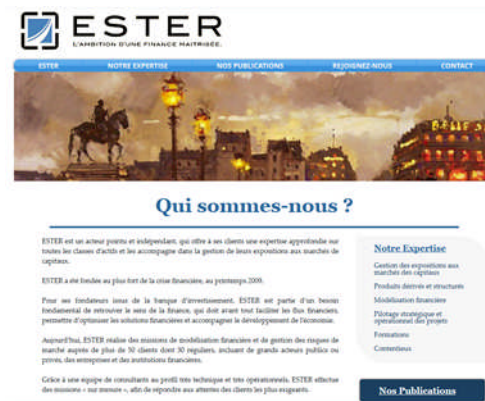 ESTER
L'AMBITION D'UNE FINANCE MAITRISÉE.
ESTER NOTRE EXPERTISE NOS PUBLICATIONS REJOIGNEZ-NOUS CONTACT
Qui sommes-nous ?
ESTER est un acteur pointu et indépendant, qui offre à ses clients une expertise approfondie sur
toutes les classes d'actifs et les accompagne dans la gestion de leurs expositions aux marchés de
capitaux.
ESTER a été fondée au plus fort de la crise financière, au printemps 2009.
Pour ses fondateurs issus de la banque d'investissement, ESTER est partie d'un besoin
fondamental de retrouver le sens de la finance, qui doit avant tout faciliter les flux financiers,
permettre d'optimiser les solutions financières et accompagner le développement de l'économie.
Aujourd'hui, ESTER réalise des missions de modélisation financière et de gestion des risques de
marché auprès de plus de 50 clients dont 30 réguliers, incluant de grands acteurs publics ou
privés, des entreprises et des institutions financières.
Grâce à une équipe de consultants au profil très technique et très opérationnels, ESTER effectue
des missions « sur mesure », afin de répondre aux attentes des clients les plus exigeants.
Notre Expertise
Gestion des expositions aux
marchés des capitaux
Produits dérivés et structurés
Modélisation financière
Pilotage stratégique et
opérationnel des projets
Formations
Contentieux
Nos Publications